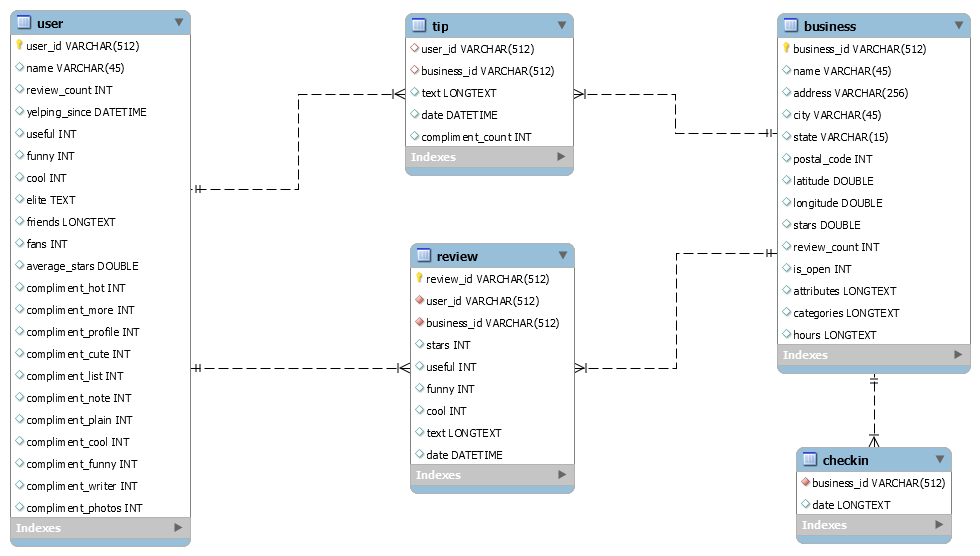 user
user_id VARCHAR(512)
name VARCHAR(45)
review_count INT
yelping_since DATETIME
useful INT
funny INT
cool INT
elite TEXT
friends LONGTEXT
fans INT
average_stars DOUBLE
compliment_hot INT
compliment_more INT
compliment_profile INT
compliment_cute INT
compliment_list INT
compliment_note INT
compliment_plain INT
compliment_cool INT
compliment_funny INT
compliment_writer INT
compliment_photos INT
Indexes
tip
user_id VARCHAR(512)
business_id VARCHAR(512)
text LONGTEXT
date DATETIME
compliment_count INT
Indexes
review
review_id VARCHAR(512)
user_id VARCHAR(512)
business_id VARCHAR(512)
stars INT
useful INT
funny INT
cool INT
text LONGTEXT
date DATETIME
Indexes
business
business_id VARCHAR(512)
name VARCHAR(45)
address VARCHAR(256)
city VARCHAR(45)
state VARCHAR(15)
postal_code INT
latitude DOUBLE
longitude DOUBLE
stars DOUBLE
review_count INT
is_open INT
attributes LONGTEXT
categories LONGTEXT
hours LONGTEXT
Indexes
checkin
business_id VARCHAR(512)
date LONGTEXT
Indexes